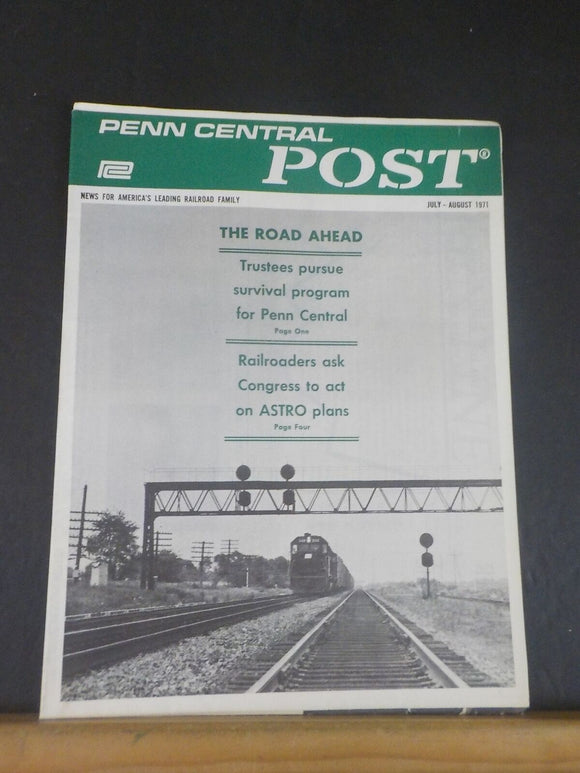 PENN CENTRAL
POST®
NEWS FOR AMERICA'S LEADING RAILROAD FAMILY
JULY - AUGUST 1971
THE ROAD AHEAD
Trustees pursue
survival program
for Penn Central
Page One
Railroaders ask
Congress to act
on ASTRO plans
Page Four